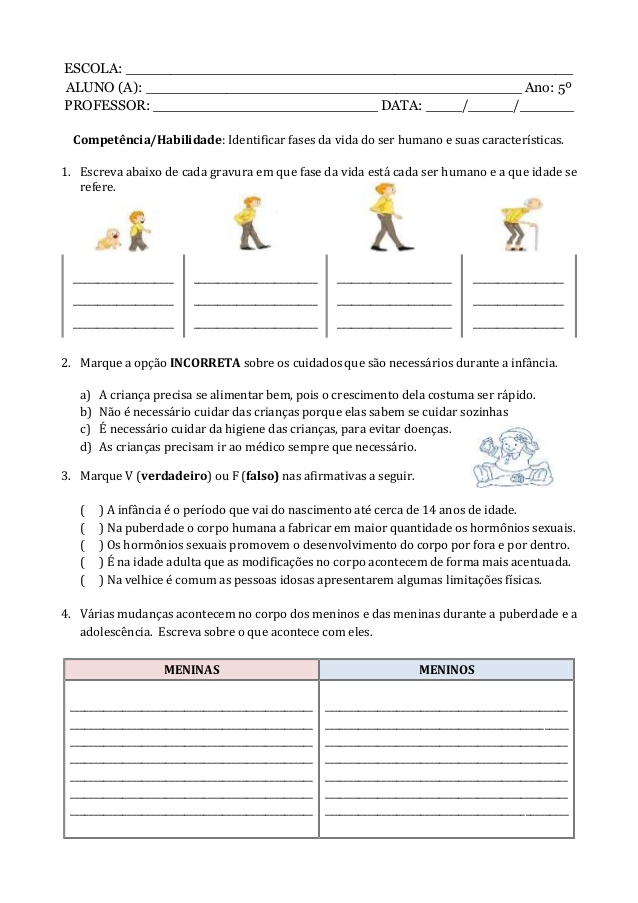 ESCOLA: ___________________________________________________________
ALUNO (A): ______________________________________________ Ano: 5º
PROFESSOR: ______________________________ DATA: _____/______/_______
Competência/Habilidade: Identificar fases da vida do ser humano e suas características.
1. Escreva abaixo de cada gravura em que fase da vida está cada ser humano e a que idade se
refere.
2. Marque a opção INCORRETA sobre os cuidados que são necessários durante a infância.
a) A criança precisa se alimentar bem, pois o crescimento dela costuma ser rápido.
b) Não é necessário cuidar das crianças porque elas sabem se cuidar sozinhas
c) É necessário cuidar da higiene das crianças, para evitar doenças.
d) As crianças precisam ir ao médico sempre que necessário.
3. Marque V (verdadeiro) ou F (falso) nas afirmativas a seguir.
( ) A infância é o período que vai do nascimento até cerca de 14 anos de idade.
( ) Na puberdade o corpo humana a fabricar em maior quantidade os hormônios sexuais.
( ) Os hormônios sexuais promovem o desenvolvimento do corpo por fora e por dentro.
( ) É na idade adulta que as modificações no corpo acontecem de forma mais acentuada.
( ) Na velhice é comum as pessoas idosas apresentarem algumas limitações físicas.
4. Várias mudanças acontecem no corpo dos meninos e das meninas durante a puberdade e a
adolescência. Escreva sobre o que acontece com eles.
MENINAS MENINOS